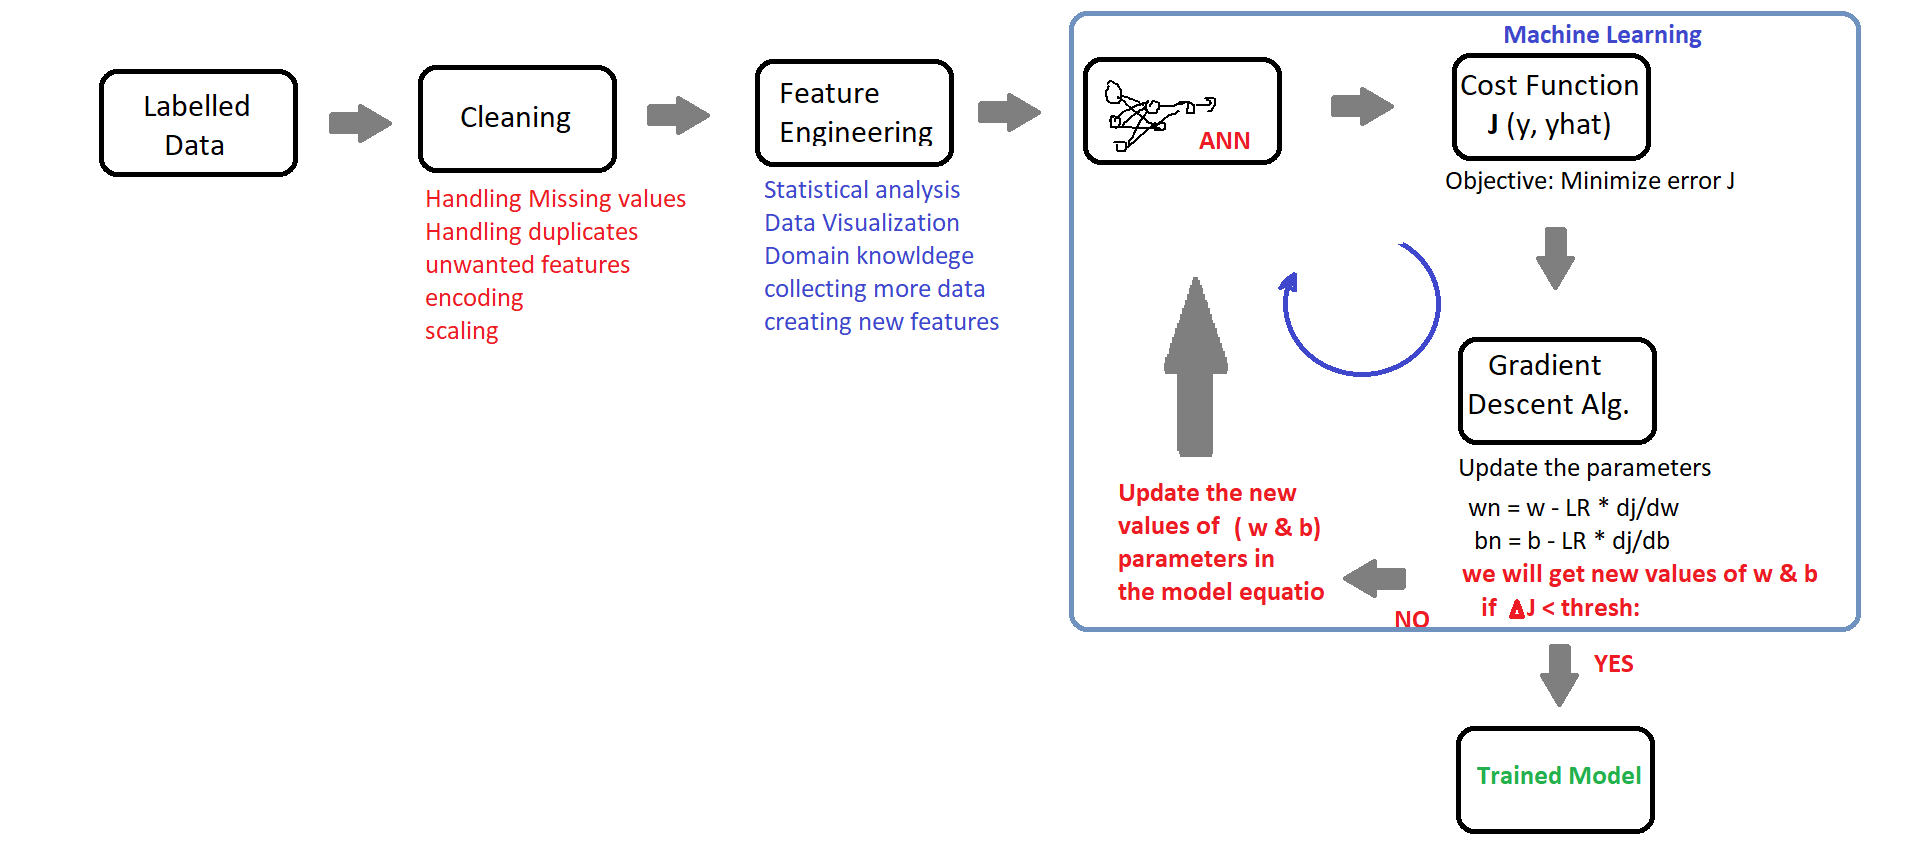 Machine Learning
Labelled
Data
Cleaning
Handling Missing values
Handling duplicates
unwanted features
encoding
scaling
Feature
Engineering
Statistical analysis
Data Visualization
Domain knowldege
collecting more data
creating new features
ANN
Cost Function
J (y, yhat)
Objective: Minimize error J
Gradient
Descent Alg.
Update the parameters
wn = w - LR * dj/dw
bn = b - LR * dj/db
we will get new values of w & b
if ΔJ < thresh:
NO
Update the new
values of ( w & b)
parameters in
the model equatio
YES
Trained Model